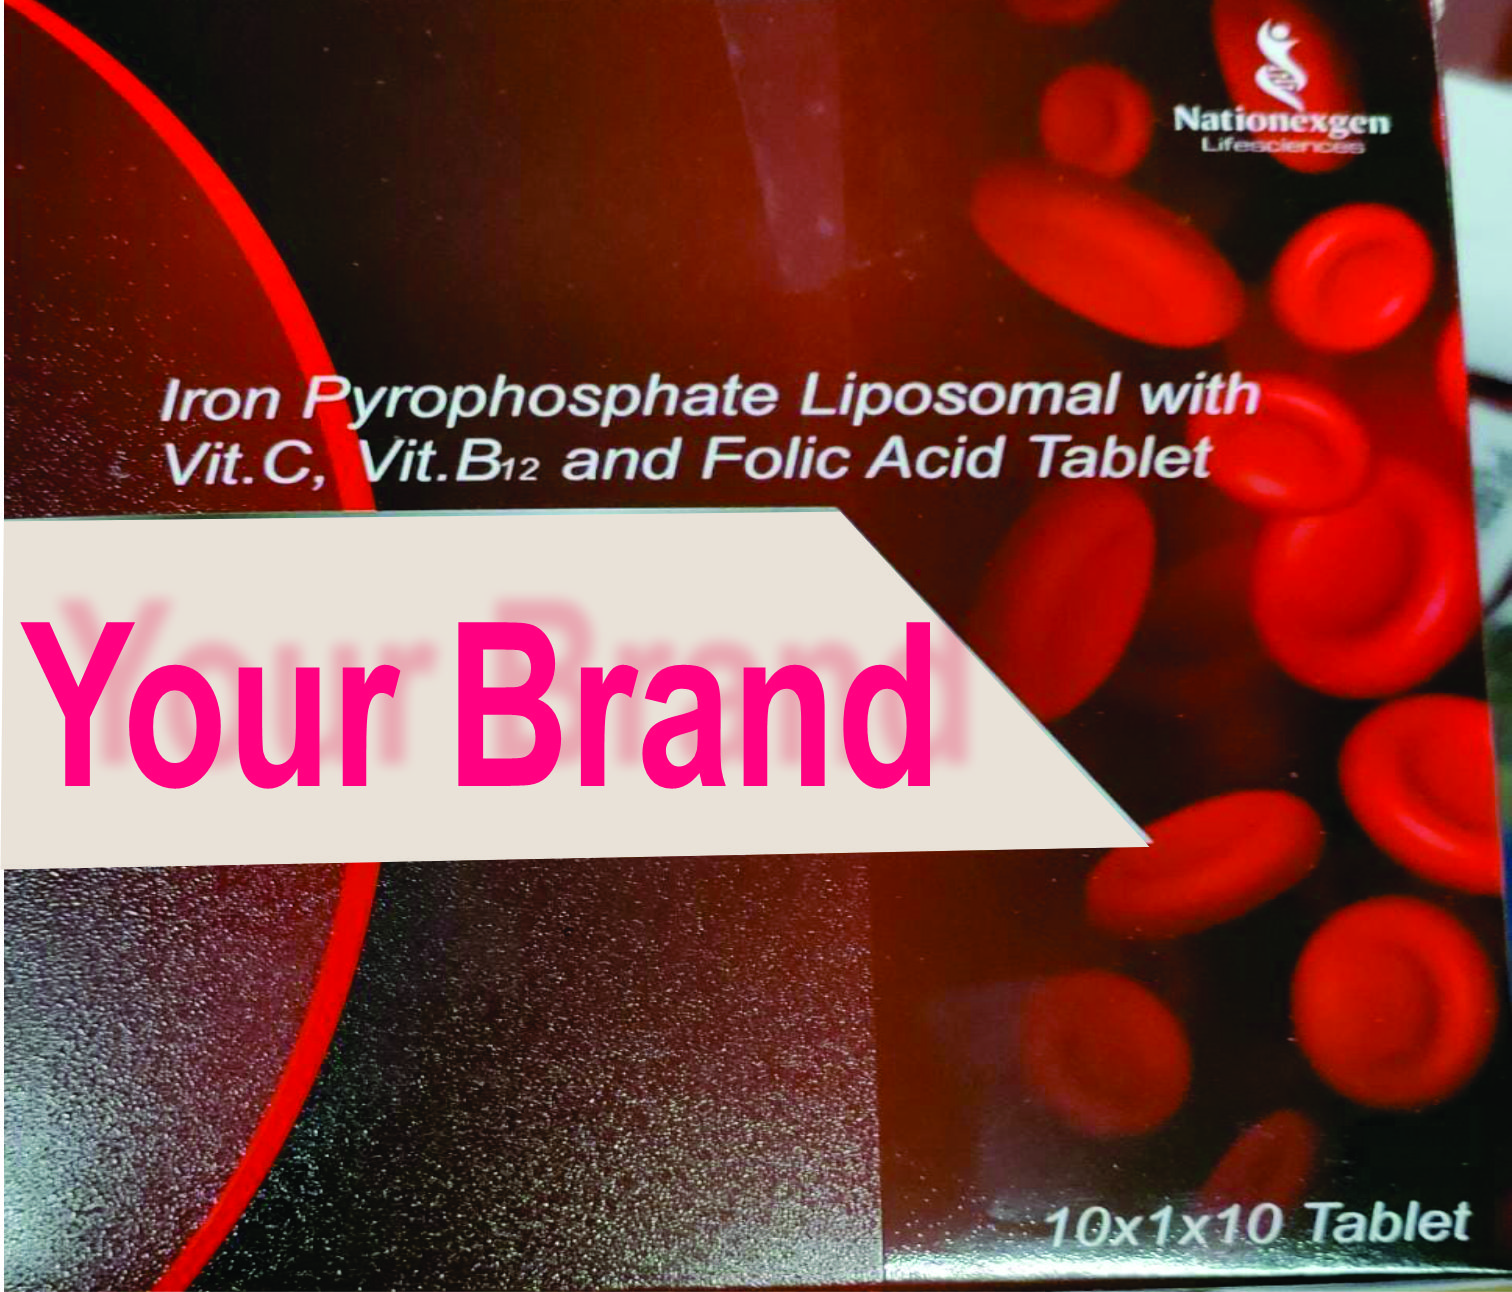 Nationexgen
Lifesciences
Iron Pyrophosphate Liposomal with
Vit.C, Vit.B12 and Folic Acid Tablet
Your Brand
10x1x10 Tablet